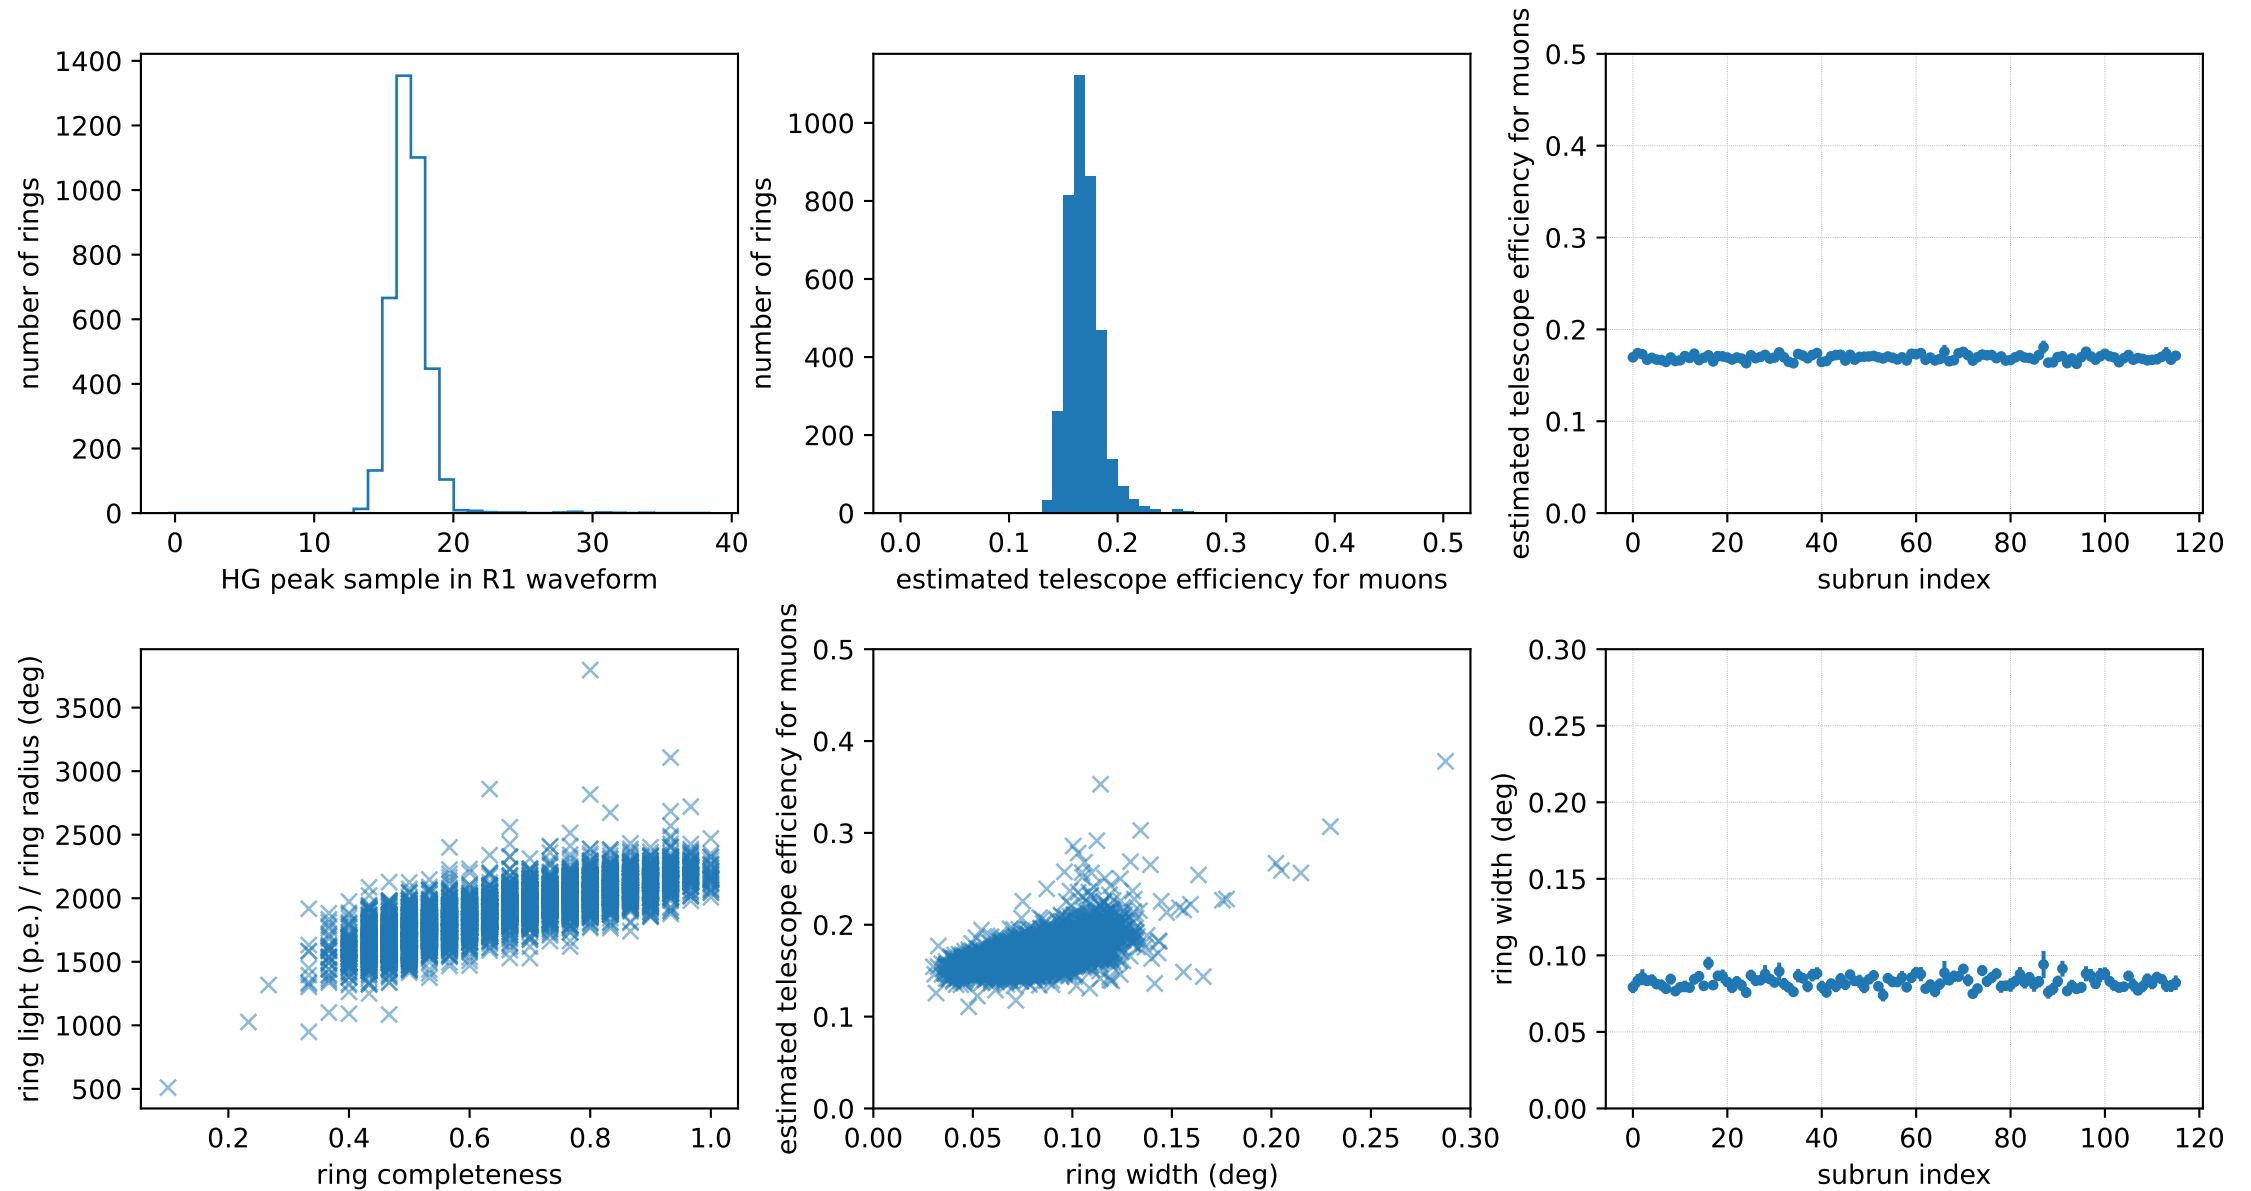 1400
1200
1000
800
600
400
200
0
number of rings
0 10 20 30 40
HG peak sample in R1 waveform
1000
800
600
400
200
0
number of rings
0.0 0.1 0.2 0.3 0.4 0.5
estimated telescope efficiency for muons
0.5
0.4
0.3
0.2
0.1
0.0
estimated telescope efficiency for muons
0 20 40 60 80 100 120
subrun index
3500
3000
2500
2000
1500
1000
500
ring light (p.e.) / ring radius (deg)
0.2 0.4 0.6 0.8 1.0
ring completeness
0.5
0.4
0.3
0.2
0.1
0.0
estimated telescope efficiency for muons
0.00 0.05 0.10 0.15 0.20 0.25 0.30
ring width (deg)
0.30
0.25
0.20
0.15
0.10
0.05
0.00
ring width (deg)
0 20 40 60 80 100 120
subrun index